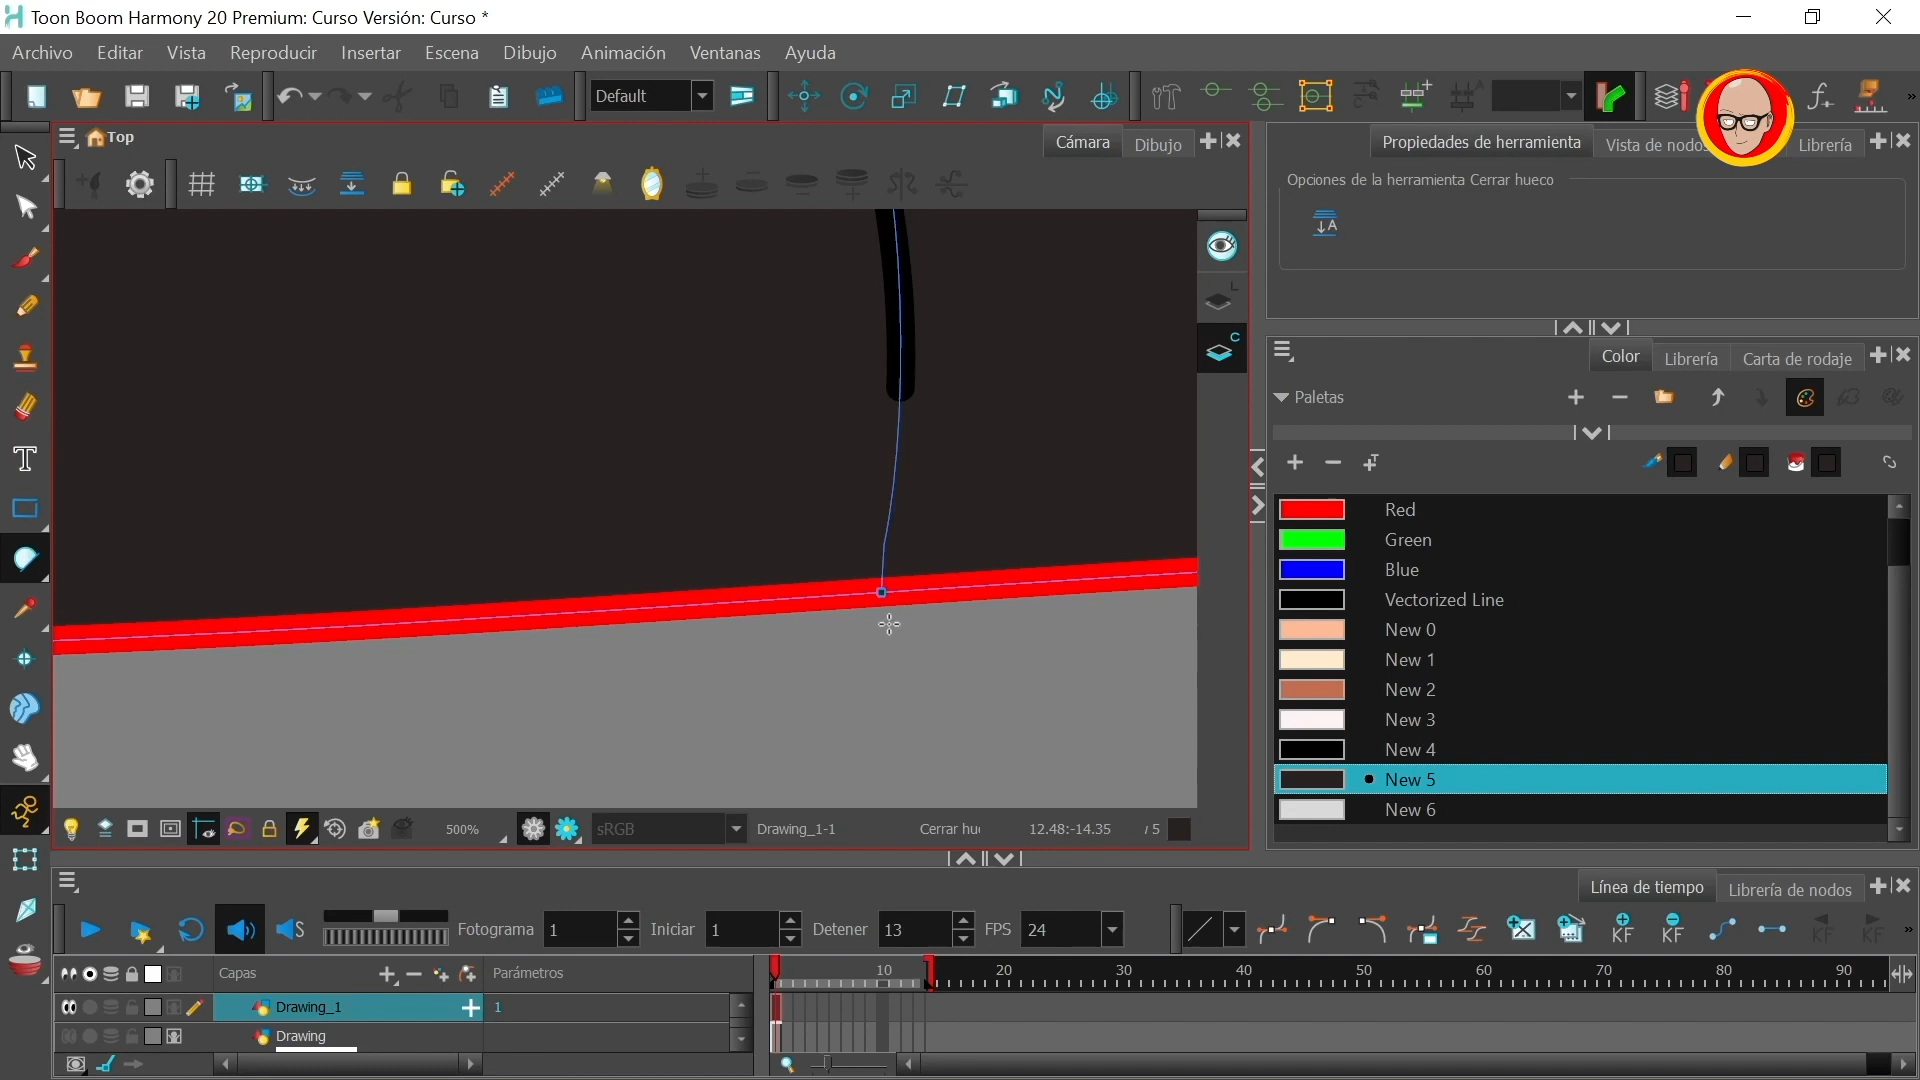 Toon Boom Harmony 20 Premium: Curso Versión: Curso *
Archivo Editar Vista Reproducir Insertar Escena Dibujo Animación Ventanas Ayuda
Default
Top
Cámara Dibujo
Propiedades de herramienta Vista de nodos Librería
Opciones de la herramienta Cerrar hueco
A
L
C
Color Librería Carta de rodaje
Paletas
Red
Green
Blue
Vectorized Line
New 0
New 1
New 2
New 3
New 4
New 5
New 6
500% sRGB Drawing_1-1 Cerrar hu 12.48:-14.35 / 5
Línea de tiempo Librería de nodos
Fotograma 1 Iniciar 1 Detener 13 FPS 24
KF KF KF KF
Capas Parámetros
10 20 30 40 50 60 70 80 90
Drawing_1 1
Drawing